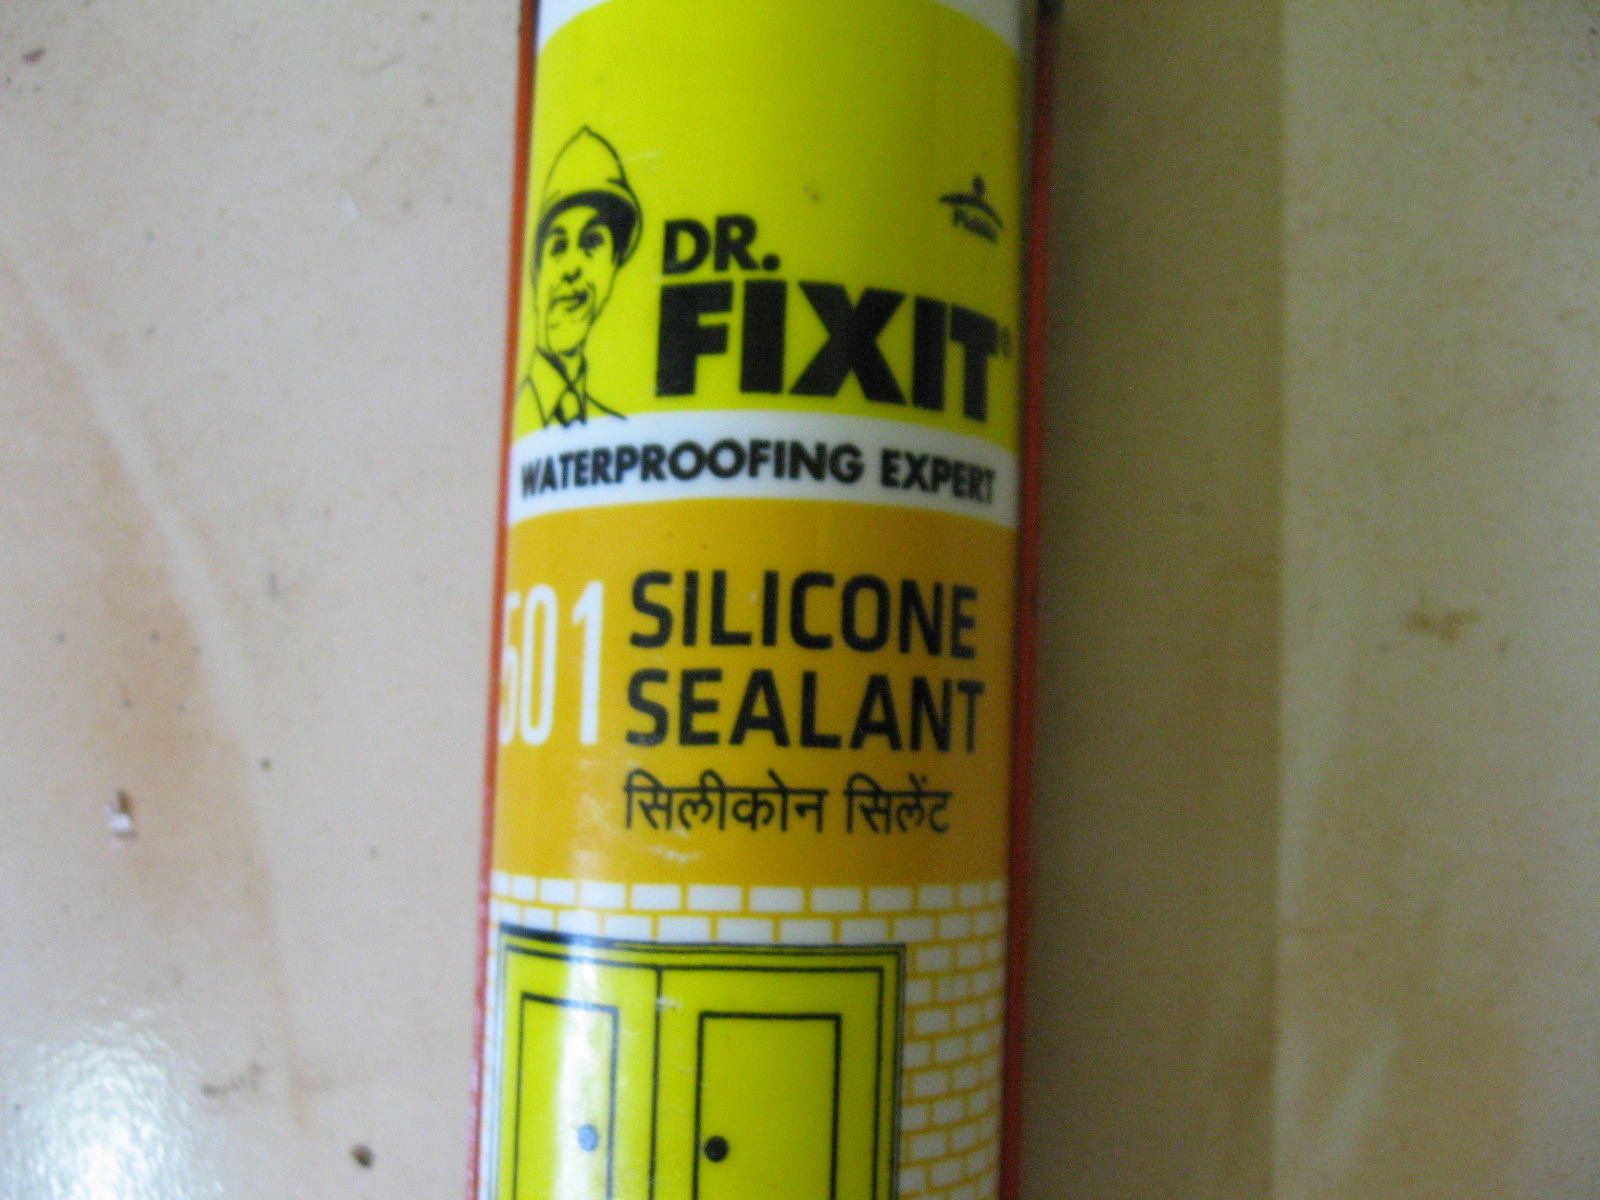 DR.
FIXIT®
WATERPROOFING EXPERT
501 SILICONE
SEALANT
सिलीकोन सिलेंट